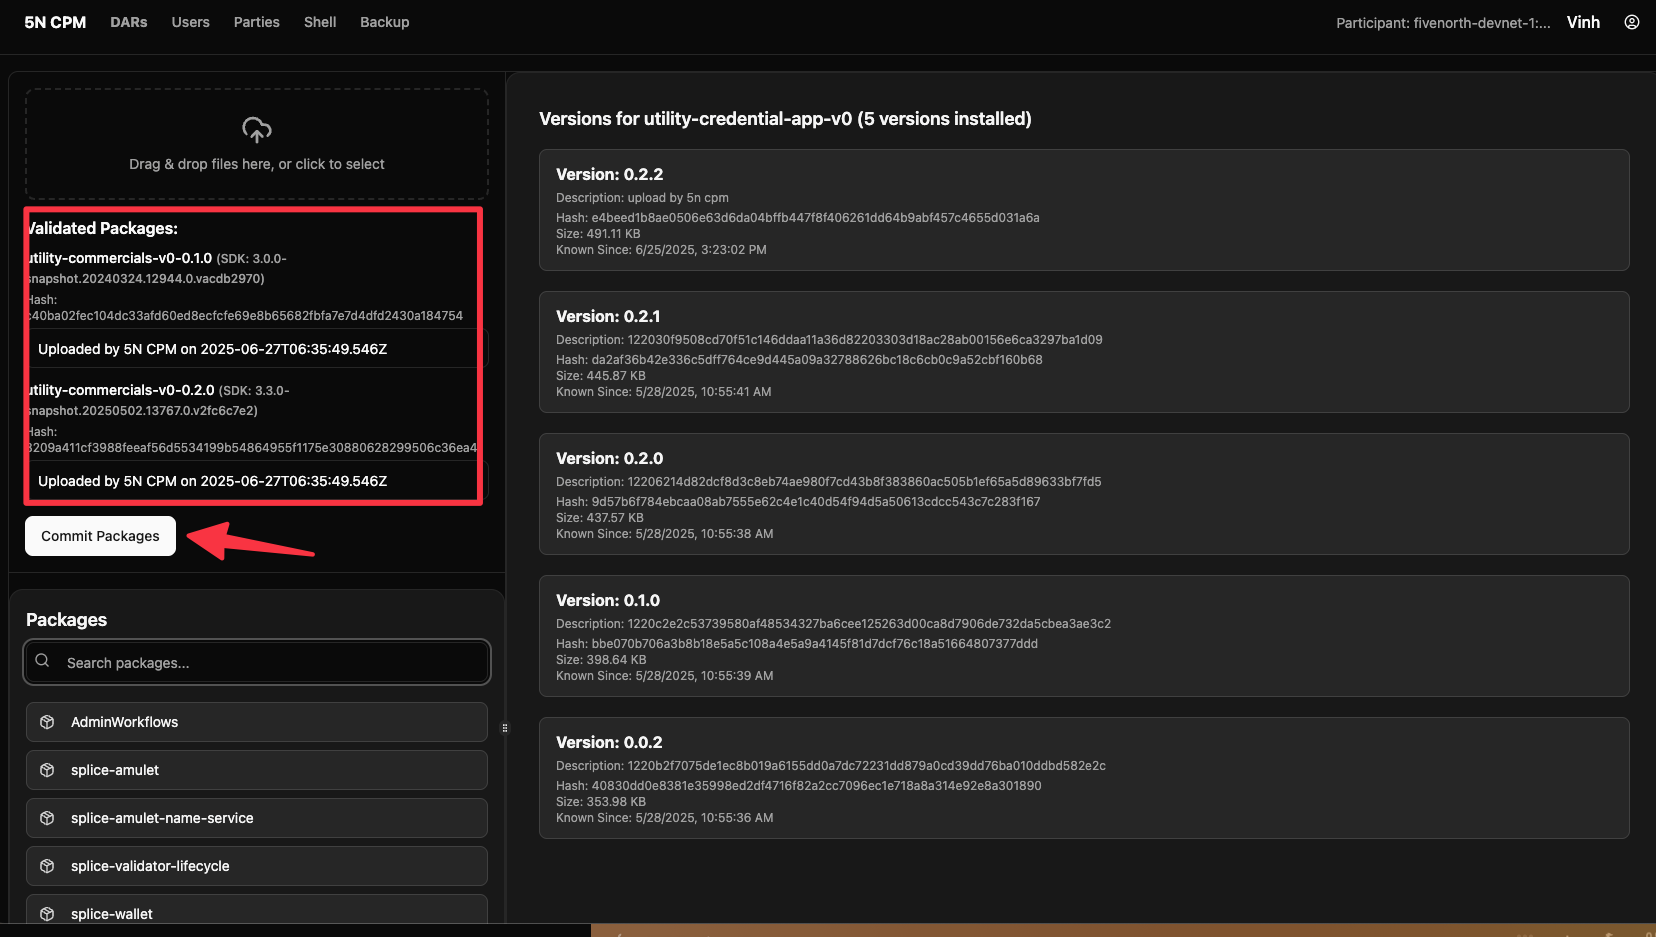 5N CPM DARs Users Parties Shell Backup
Participant: fivenorth-devnet-1:... Vinh
Drag & drop files here, or click to select
Validated Packages:
utility-commercials-v0-0.1.0 (SDK: 3.0.0-
snapshot.20240324.12944.0.vacdb2970)
Hash:
c40ba02fec104dc33afd60ed8ecfcfe69e8b65682fbfa7e7d4dfd2430a184754
Uploaded by 5N CPM on 2025-06-27T06:35:49.546Z
utility-commercials-v0-0.2.0 (SDK: 3.3.0-
snapshot.20250502.13767.0.v2fc6c7e2)
Hash:
3209a411cf3988feeaf56d5534199b54864955f1175e30880628299506c36ea4
Uploaded by 5N CPM on 2025-06-27T06:35:49.546Z
Commit Packages
Packages
Search packages...
AdminWorkflows
splice-amulet
splice-amulet-name-service
splice-validator-lifecycle
splice-wallet
Versions for utility-credential-app-v0 (5 versions installed)
Version: 0.2.2
Description: upload by 5n cpm
Hash: e4beed1b8ae0506e63d6da04bffb447f8f406261dd64b9abf457c4655d031a6a
Size: 491.11 KB
Known Since: 6/25/2025, 3:23:02 PM
Version: 0.2.1
Description: 122030f9508cd70f51c146ddaa11a36d82203303d18ac28ab00156e6ca3297ba1d09
Hash: da2af36b42e336c5dff764ce9d445a09a32788626bc18c6cb0c9a52cbf160b68
Size: 445.87 KB
Known Since: 5/28/2025, 10:55:41 AM
Version: 0.2.0
Description: 12206214d82dcf8d3c8eb74ae980f7cd43b8f383860ac505b1ef65a5d89633bf7fd5
Hash: 9d57b6f784ebcaa08ab7555e62c4e1c40d54f94d5a50613cdcc543c7c283f167
Size: 437.57 KB
Known Since: 5/28/2025, 10:55:38 AM
Version: 0.1.0
Description: 1220c2e2c53739580af48534327ba6cee125263d00ca8d7906de732da5cbea3ae3c2
Hash: bbe070b706a3b8b18e5a5c108a4e5a9a4145f81d7dcf76c18a51664807377ddd
Size: 398.64 KB
Known Since: 5/28/2025, 10:55:39 AM
Version: 0.0.2
Description: 1220b2f7075de1ec8b019a6155dd0a7dc72231dd879a0cd39dd76ba010ddbd582e2c
Hash: 40830dd0e8381e35998ed2df4716f82a2cc7096ec1e718a8a314e92e8a301890
Size: 353.98 KB
Known Since: 5/28/2025, 10:55:36 AM